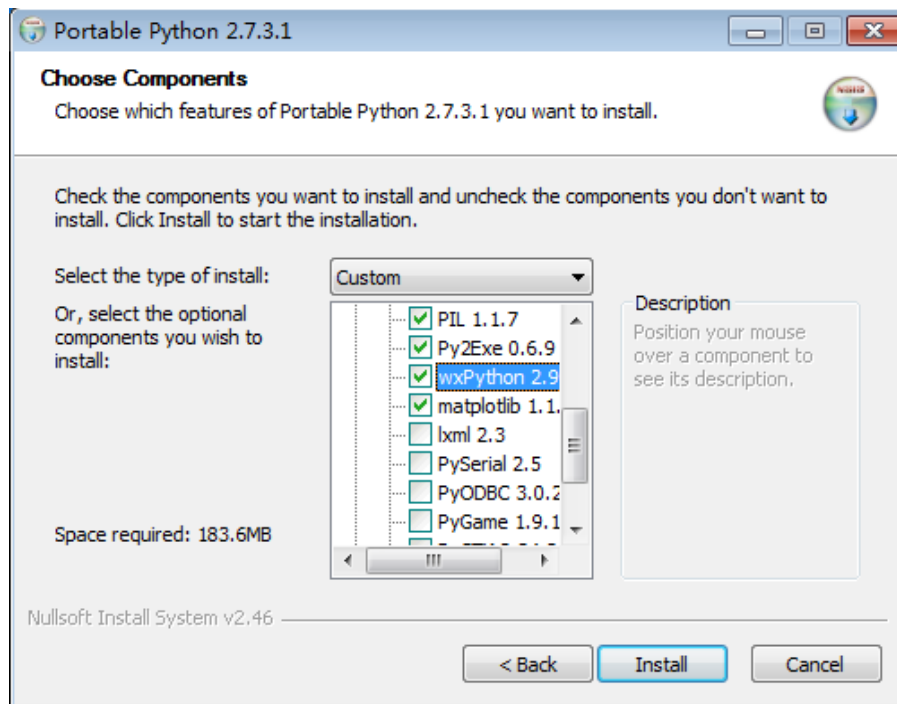 Portable Python 2.7.3.1
Choose Components
Choose which features of Portable Python 2.7.3.1 you want to install.
Check the components you want to install and uncheck the components you don't want to
install. Click Install to start the installation.
Select the type of install:
Custom
Or, select the optional
components you wish to
install:
PIL 1.1.7
Py2Exe 0.6.9
wxPython 2.9
matplotlib 1.1.
lxml 2.3
PySerial 2.5
PyODBC 3.0.2
PyGame 1.9.1
Description
Position your mouse
over a component to
see its description.
Space required: 183.6MB
Nullsoft Install System v2.46
< Back
Install
Cancel